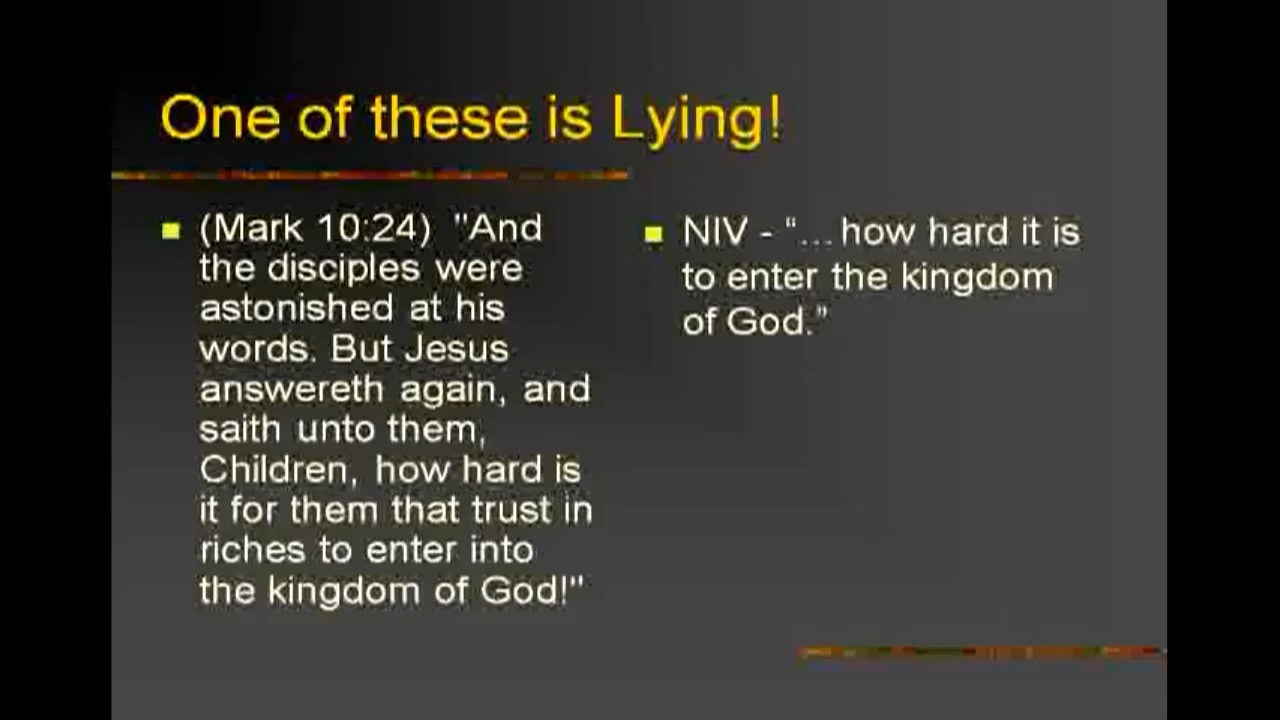 One of these is Lying!
(Mark 10:24) "And
the disciples were
astonished at his
words. But Jesus
answereth again, and
saith unto them,
Children, how hard is
it for them that trust in
riches to enter into
the kingdom of God!"
NIV - “... how hard it is
to enter the kingdom
of God.”